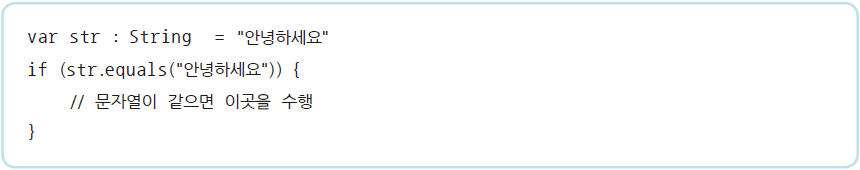 var str : String  = "안녕하세요"
if (str.equals("안녕하세요")) {
    // 문자열이 같으면 이곳을 수행
}